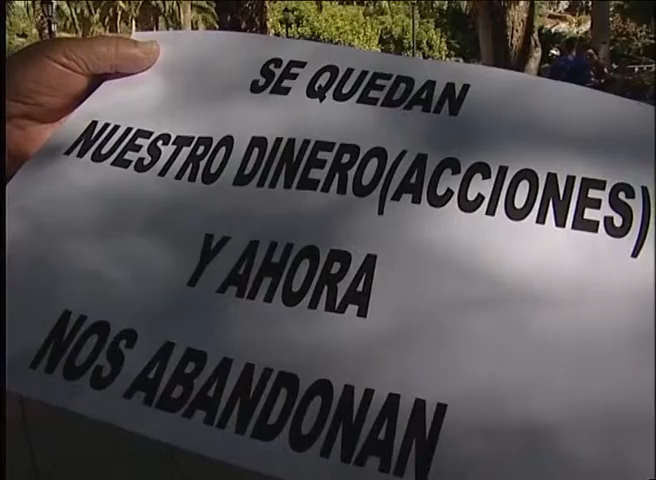 SE QUEDAN
NUESTRO DINERO(ACCIONES)
Y AHORA
NOS ABANDONAN